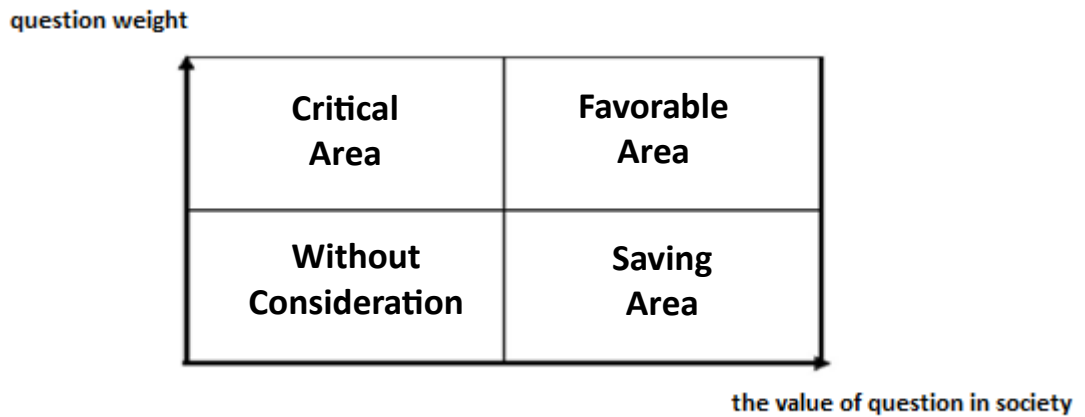 question weight
Critical
Area
Favorable
Area
Without
Consideration
Saving
Area
the value of question in society